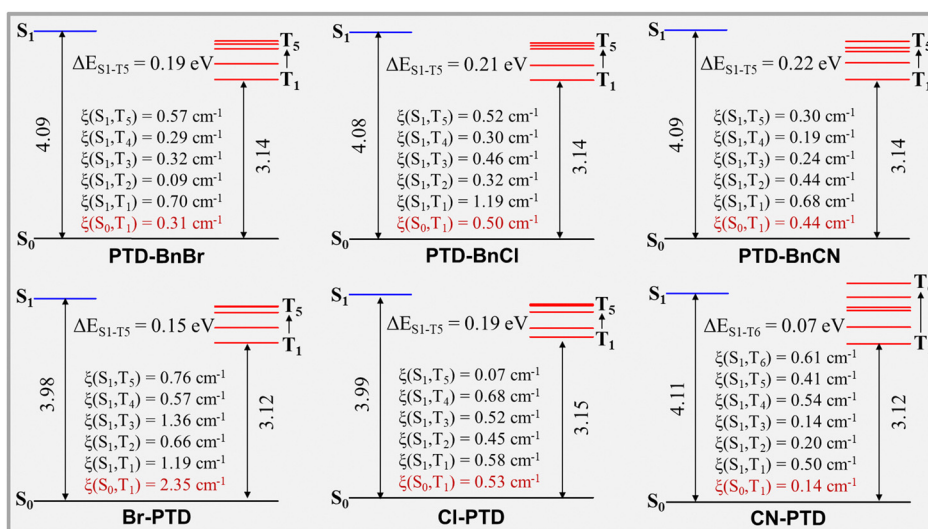 S₁
T₅
ΔE_S1-T5 = 0.19 eV
T₁
4.09
ξ(S₁,T₅) = 0.57 cm⁻¹
ξ(S₁,T₄) = 0.29 cm⁻¹
ξ(S₁,T₃) = 0.32 cm⁻¹
ξ(S₁,T₂) = 0.09 cm⁻¹
ξ(S₁,T₁) = 0.70 cm⁻¹
ξ(S₀,T₁) = 0.31 cm⁻¹
3.14
S₀
PTD-BnBr
S₁
T₅
ΔE_S1-T5 = 0.21 eV
T₁
4.08
ξ(S₁,T₅) = 0.52 cm⁻¹
ξ(S₁,T₄) = 0.30 cm⁻¹
ξ(S₁,T₃) = 0.46 cm⁻¹
ξ(S₁,T₂) = 0.32 cm⁻¹
ξ(S₁,T₁) = 1.19 cm⁻¹
ξ(S₀,T₁) = 0.50 cm⁻¹
3.14
S₀
PTD-BnCl
S₁
T₅
ΔE_S1-T5 = 0.22 eV
T₁
4.09
ξ(S₁,T₅) = 0.30 cm⁻¹
ξ(S₁,T₄) = 0.19 cm⁻¹
ξ(S₁,T₃) = 0.24 cm⁻¹
ξ(S₁,T₂) = 0.44 cm⁻¹
ξ(S₁,T₁) = 0.68 cm⁻¹
ξ(S₀,T₁) = 0.44 cm⁻¹
3.14
S₀
PTD-BnCN
S₁
T₅
ΔE_S1-T5 = 0.15 eV
T₁
3.98
ξ(S₁,T₅) = 0.76 cm⁻¹
ξ(S₁,T₄) = 0.57 cm⁻¹
ξ(S₁,T₃) = 1.36 cm⁻¹
ξ(S₁,T₂) = 0.66 cm⁻¹
ξ(S₁,T₁) = 1.19 cm⁻¹
ξ(S₀,T₁) = 2.35 cm⁻¹
3.12
S₀
Br-PTD
S₁
T₅
ΔE_S1-T5 = 0.19 eV
T₁
3.99
ξ(S₁,T₅) = 0.07 cm⁻¹
ξ(S₁,T₄) = 0.68 cm⁻¹
ξ(S₁,T₃) = 0.52 cm⁻¹
ξ(S₁,T₂) = 0.45 cm⁻¹
ξ(S₁,T₁) = 0.58 cm⁻¹
ξ(S₀,T₁) = 0.53 cm⁻¹
3.15
S₀
Cl-PTD
S₁
T
ΔE_S1-T6 = 0.07 eV
T
4.11
ξ(S₁,T₆) = 0.61 cm⁻¹
ξ(S₁,T₅) = 0.41 cm⁻¹
ξ(S₁,T₄) = 0.54 cm⁻¹
ξ(S₁,T₃) = 0.14 cm⁻¹
ξ(S₁,T₂) = 0.20 cm⁻¹
ξ(S₁,T₁) = 0.50 cm⁻¹
ξ(S₀,T₁) = 0.14 cm⁻¹
3.12
S₀
CN-PTD